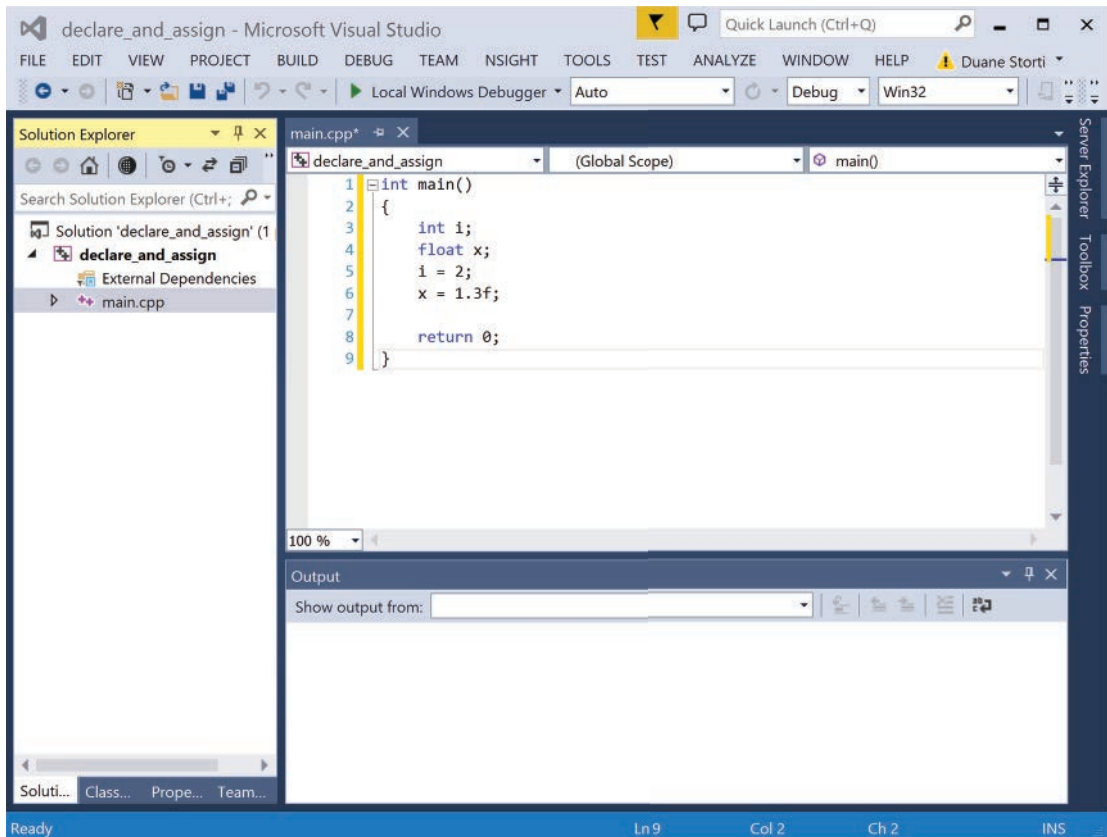 declare_and_assign - Microsoft Visual Studio
Quick Launch (Ctrl+Q)
FILE EDIT VIEW PROJECT BUILD DEBUG TEAM NSIGHT TOOLS TEST ANALYZE WINDOW HELP Duane Storti
Local Windows Debugger Auto Debug Win32
Solution Explorer
Search Solution Explorer (Ctrl+;
Solution 'declare_and_assign' (1
declare_and_assign
External Dependencies
main.cpp
Soluti... Class... Prope... Team...
main.cpp*
declare_and_assign (Global Scope) main()
1 int main()
2 {
3 int i;
4 float x;
5 i = 2;
6 x = 1.3f;
7
8 return 0;
9 }
100 %
Output
Show output from:
Server Explorer
Toolbox
Properties
Ready Ln 9 Col 2 Ch 2 INS